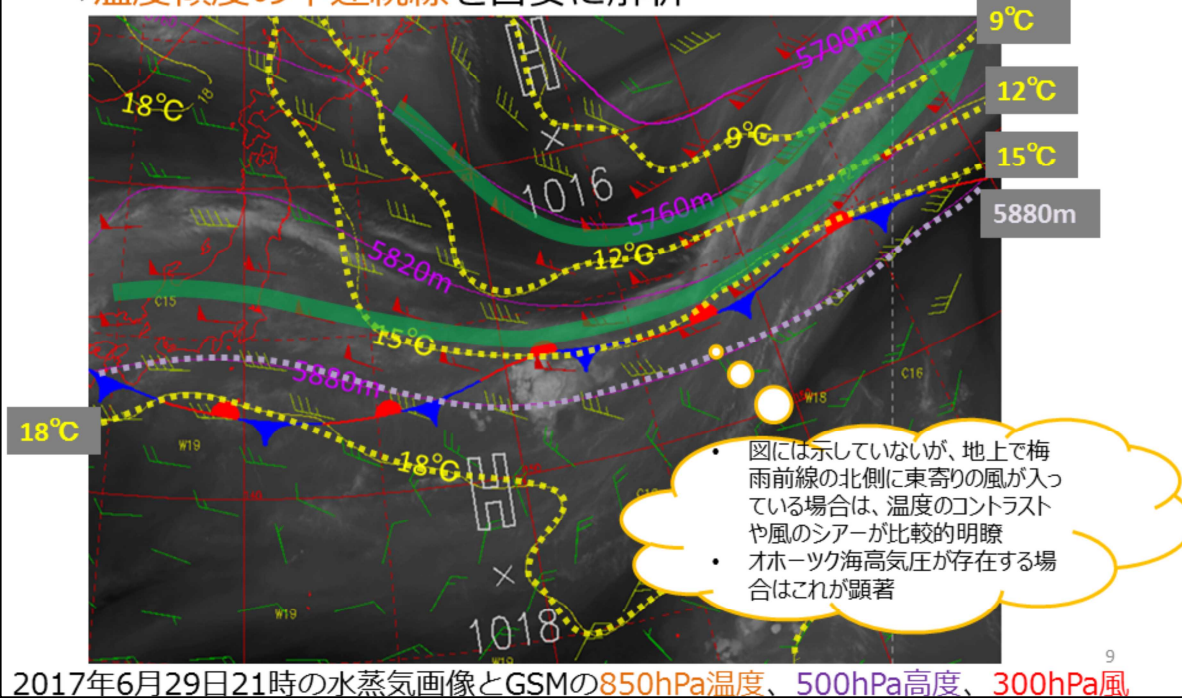 9℃
5700m
12℃
18℃
18
9℃
15℃
1016
5880m
5760m
12℃
5820m
C15
15℃
5880m
C16
W18
18℃
W19
18℃
図には示していないが、地上で梅
雨前線の北側に東寄りの風が入っ
ている場合は、温度のコントラスト
や風のシアーが比較的明瞭
オホーツク海高気圧が存在する場
合はこれが顕著
H
H
W19
1018
9
2017年6月29日21時の水蒸気画像とGSMの850hPa温度、500hPa高度、300hPa風